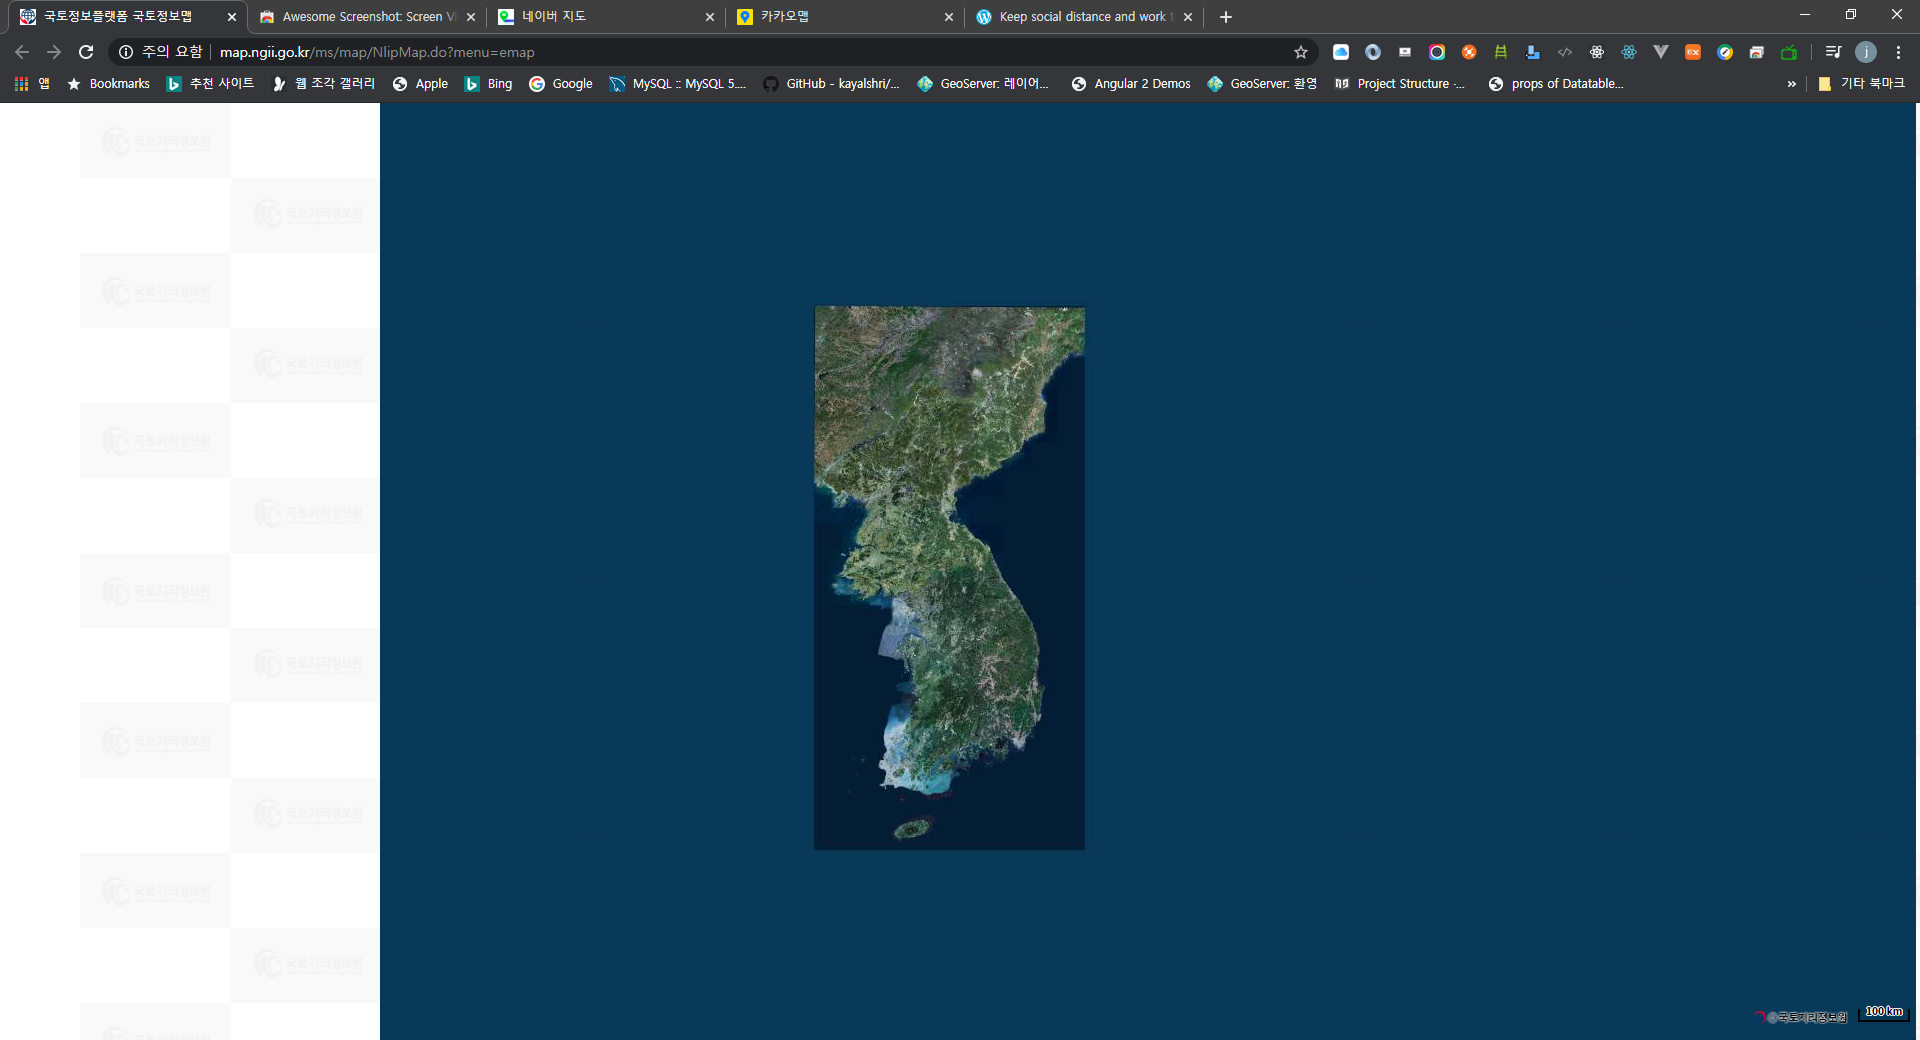 국토정보플랫폼 국토정보맵
Awesome Screenshot: Screen Vi
네이버 지도
카카오맵
Keep social distance and work t
주의 요함
map.ngii.go.kr/ms/map/NlipMap.do?menu=emap
앱
Bookmarks
추천 사이트
웹 조각 갤러리
Apple
Bing
Google
MySQL :: MySQL 5....
GitHub - kayalshri/...
GeoServer: 레이어...
Angular 2 Demos
GeoServer: 환영
Project Structure -...
props of Datatable...
»
기타 북마크
국토지리정보원
국토지리정보원
국토지리정보원
국토지리정보원
국토지리정보원
국토지리정보원
국토지리정보원
국토지리정보원
국토지리정보원
국토지리정보원
국토지리정보원
국토지리정보원
국토지리정보원
100 km